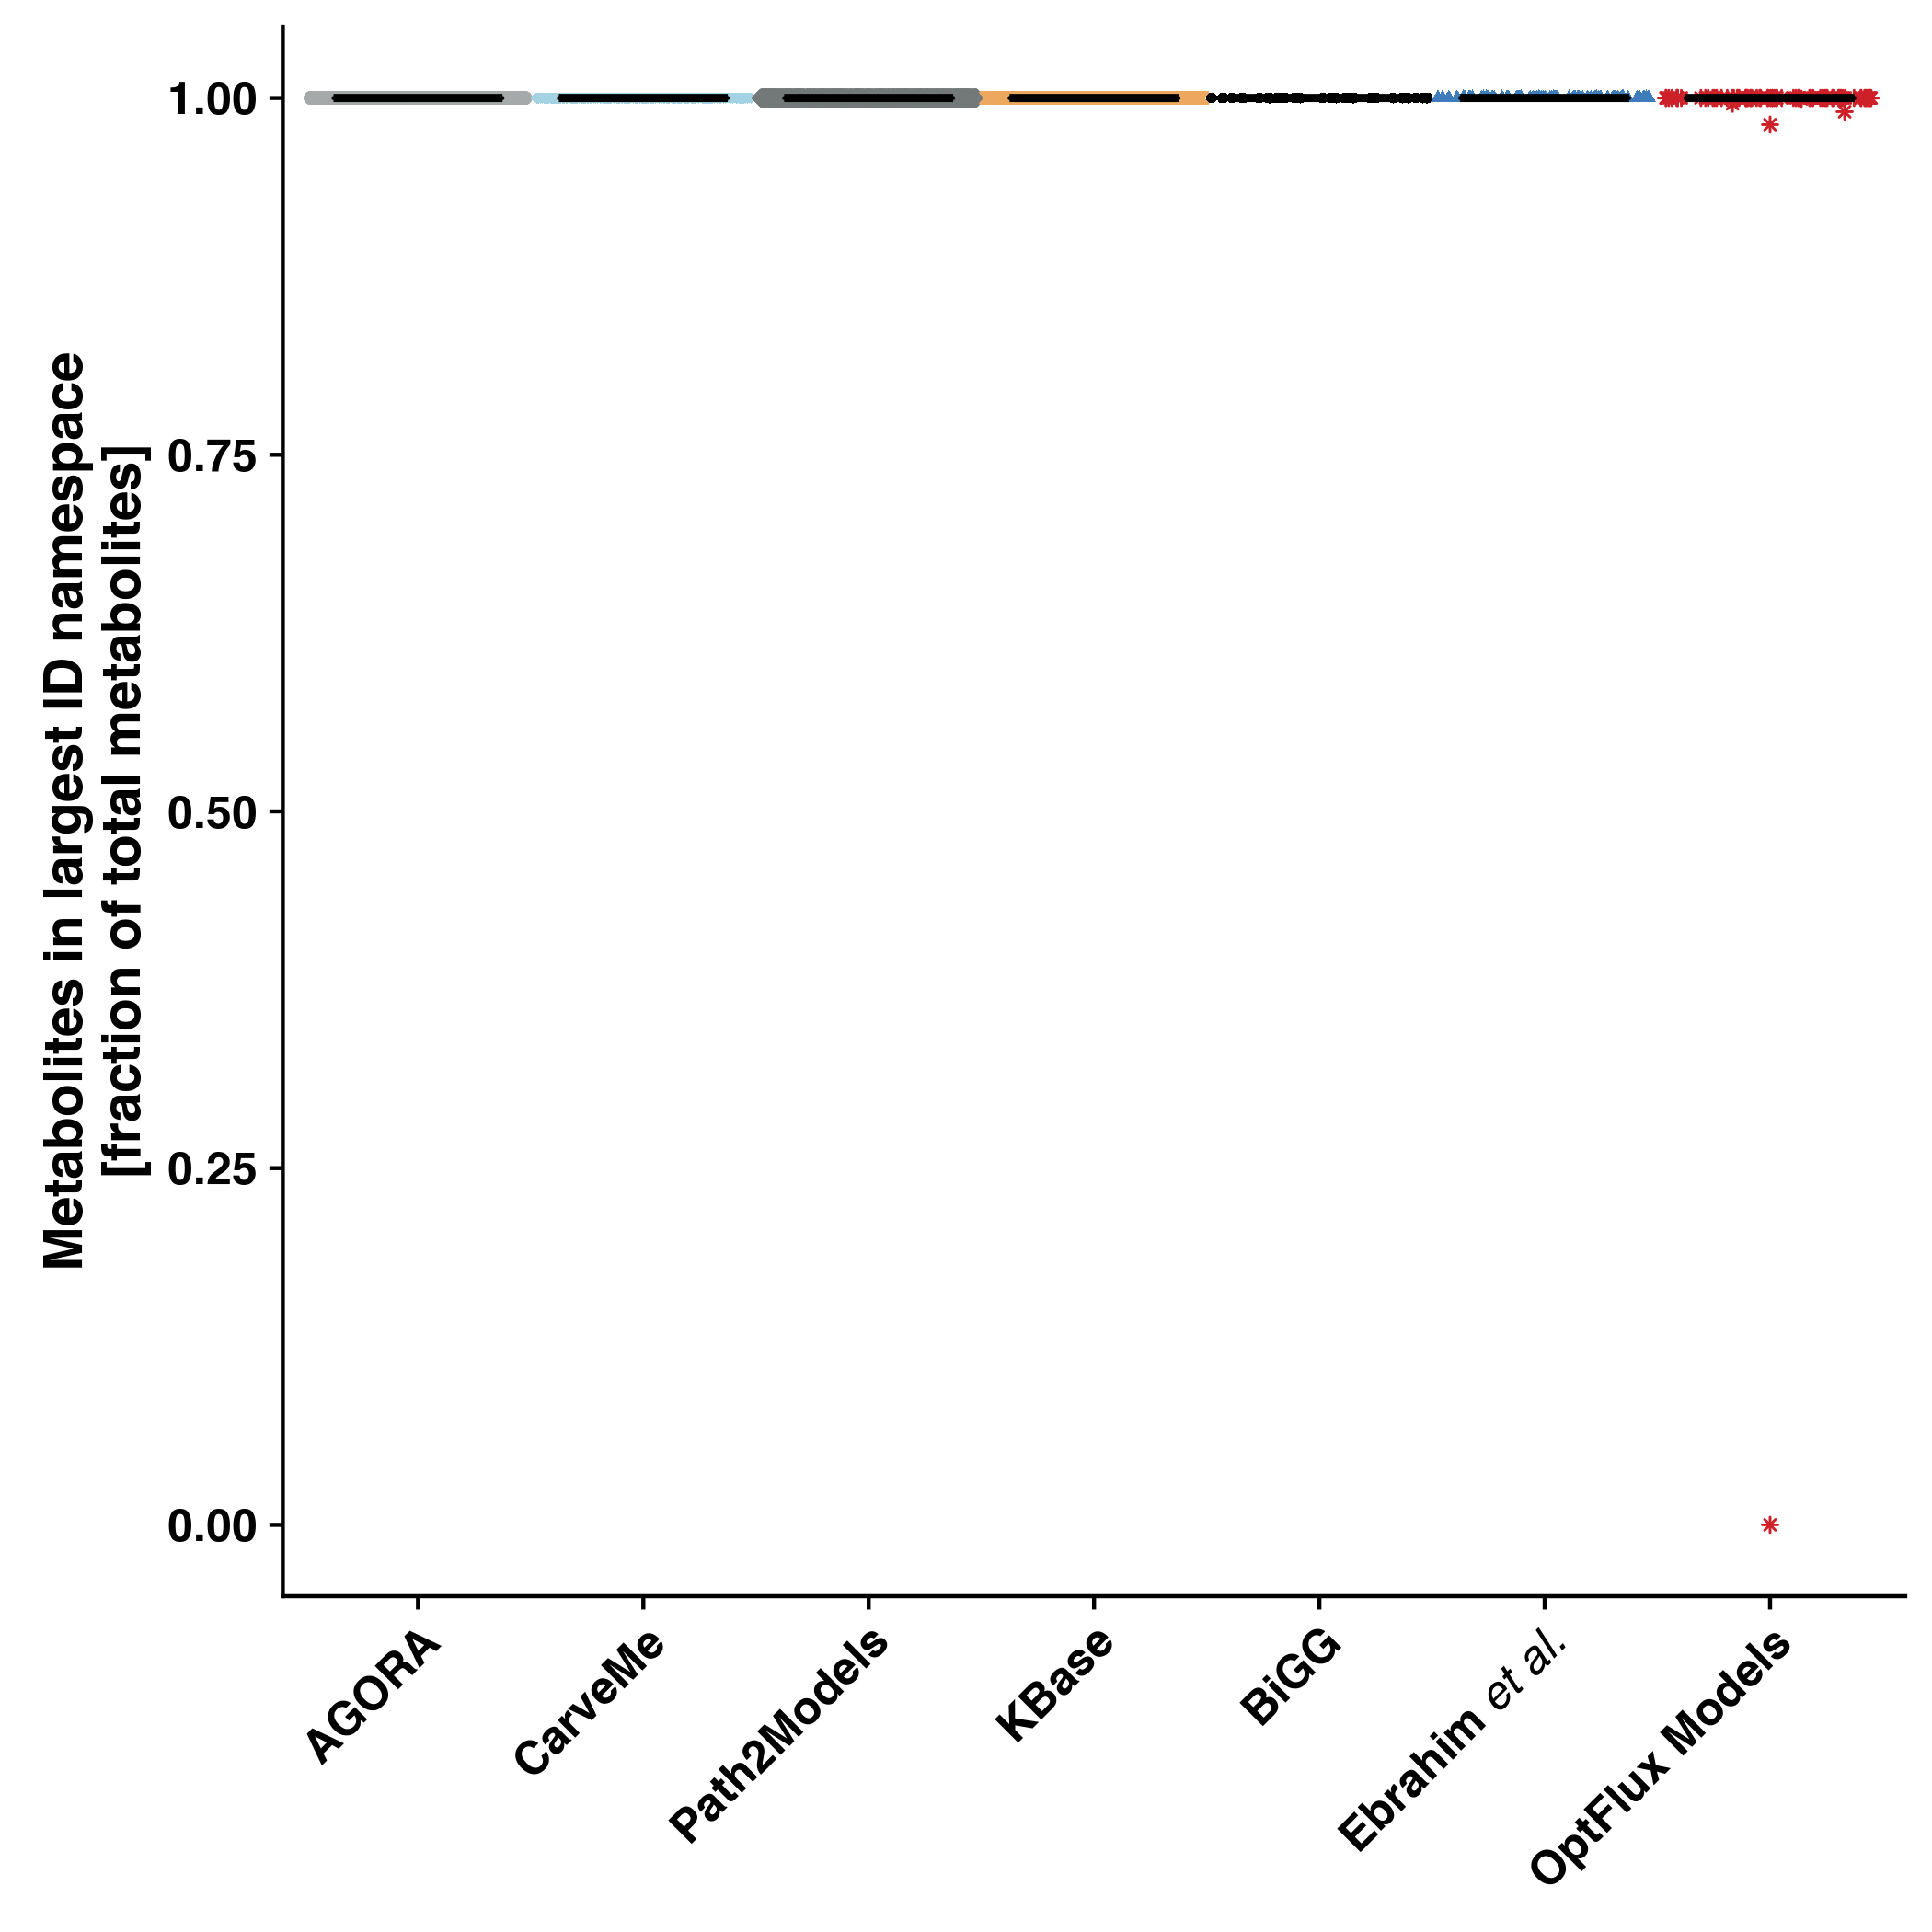 Metabolites in largest ID namespace
[fraction of total metabolites]
1.00
0.75
0.50
0.25
0.00
AGORA
CarveMe
Path2Models
KBase
BiGG
Ebrahim et al.
OptFlux Models